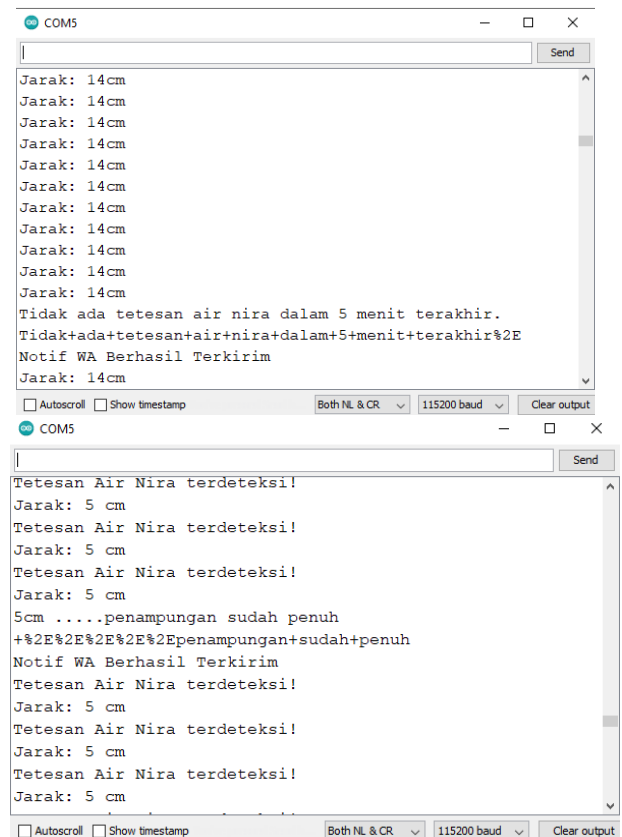 COM5
Send
Jarak: 14cm
Jarak: 14cm
Jarak: 14cm
Jarak: 14cm
Jarak: 14cm
Jarak: 14cm
Jarak: 14cm
Jarak: 14cm
Jarak: 14cm
Jarak: 14cm
Jarak: 14cm
Tidak ada tetesan air nira dalam 5 menit terakhir.
Tidak+ada+tetesan+air+nira+dalam+5+menit+terakhir%2E
Notif WA Berhasil Terkirim
Jarak: 14cm
Autoscroll Show timestamp Both NL & CR 115200 baud Clear output
COM5
Send
Tetesan Air Nira terdeteksi!
Jarak: 5 cm
Tetesan Air Nira terdeteksi!
Jarak: 5 cm
Tetesan Air Nira terdeteksi!
Jarak: 5 cm
5cm .....penampungan sudah penuh
+%2E%2E%2E%2E%2Epenampungan+sudah+penuh
Notif WA Berhasil Terkirim
Tetesan Air Nira terdeteksi!
Jarak: 5 cm
Tetesan Air Nira terdeteksi!
Jarak: 5 cm
Tetesan Air Nira terdeteksi!
Jarak: 5 cm
Autoscroll Show timestamp Both NL & CR 115200 baud Clear output